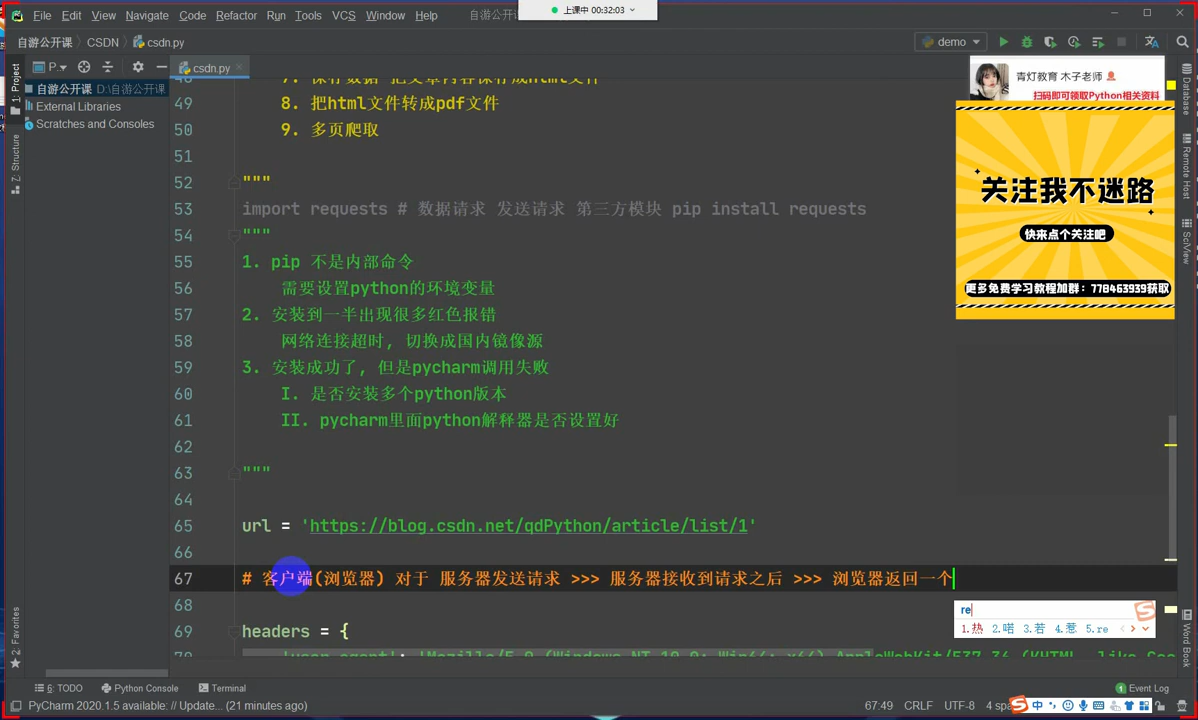 File Edit View Navigate Code Refactor Run Tools VCS Window Help
自游公开课
上课中 00:32:03
自游公开课 CSDN csdn.py
demo
P...
csdn.py
1: Project
自游公开课 D:\自游公开课
External Libraries
Scratches and Consoles
Z: Structure
2: Favorites
49 8. 把html文件转成pdf文件
50 9. 多页爬取
51
52 """
53 import requests # 数据请求 发送请求 第三方模块 pip install requests
54 """
55 1. pip 不是内部命令
56 需要设置python的环境变量
57 2. 安装到一半出现很多红色报错
58 网络连接超时, 切换成国内镜像源
59 3. 安装成功了, 但是pycharm调用失败
60 I. 是否安装多个python版本
61 II. pycharm里面python解释器是否设置好
62
63 """
64
65 url = 'https://blog.csdn.net/qdPython/article/list/1'
66
67 # 客户端(浏览器) 对于 服务器发送请求 >>> 服务器接收到请求之后 >>> 浏览器返回一个
68
69 headers = {
re
1.热 2.喏 3.若 4.惹 5.re
青灯教育 木子老师
扫码即可领取Python相关资料
关注我不迷路
快来点个关注吧
更多免费学习教程加群：778463939获取
Database
Remote Host
SciView
Word Book
6: TODO Python Console Terminal
1 Event Log
PyCharm 2020.1.5 available: // Update... (21 minutes ago)
67:49 CRLF UTF-8 4 spa
中